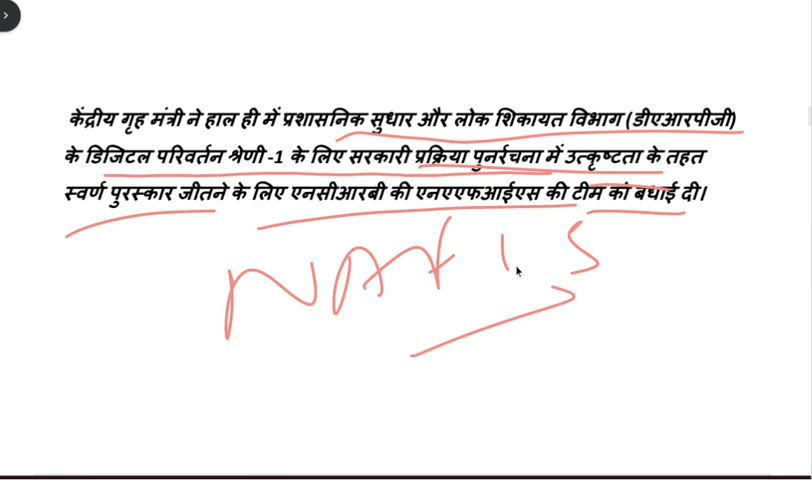 केंद्रीय गृह मंत्री ने हाल ही में प्रशासनिक सुधार और लोक शिकायत विभाग (डीएआरपीजी)
के डिजिटल परिवर्तन श्रेणी -1 के लिए सरकारी प्रक्रिया पुनर्रचना में उत्कृष्टता के तहत
स्वर्ण पुरस्कार जीतने के लिए एनसीआरबी की एनएएफआईएस की टीम को बधाई दी।
NAFIS